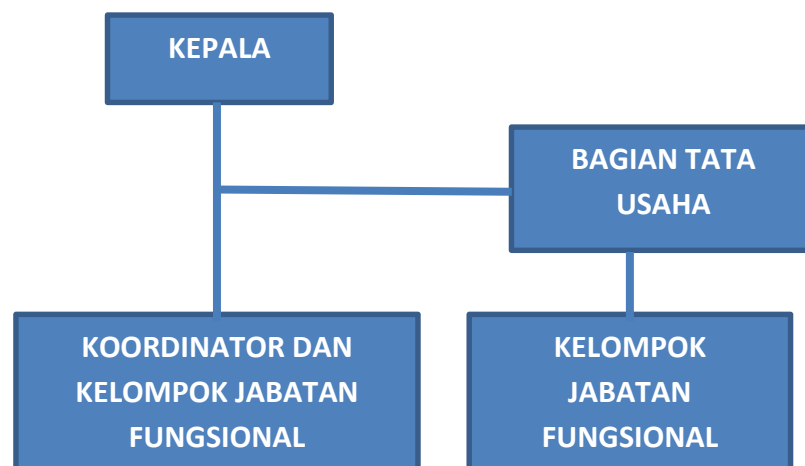 KEPALA
BAGIAN TATA
USAHA
KOORDINATOR DAN
KELOMPOK JABATAN
FUNGSIONAL
KELOMPOK
JABATAN
FUNGSIONAL